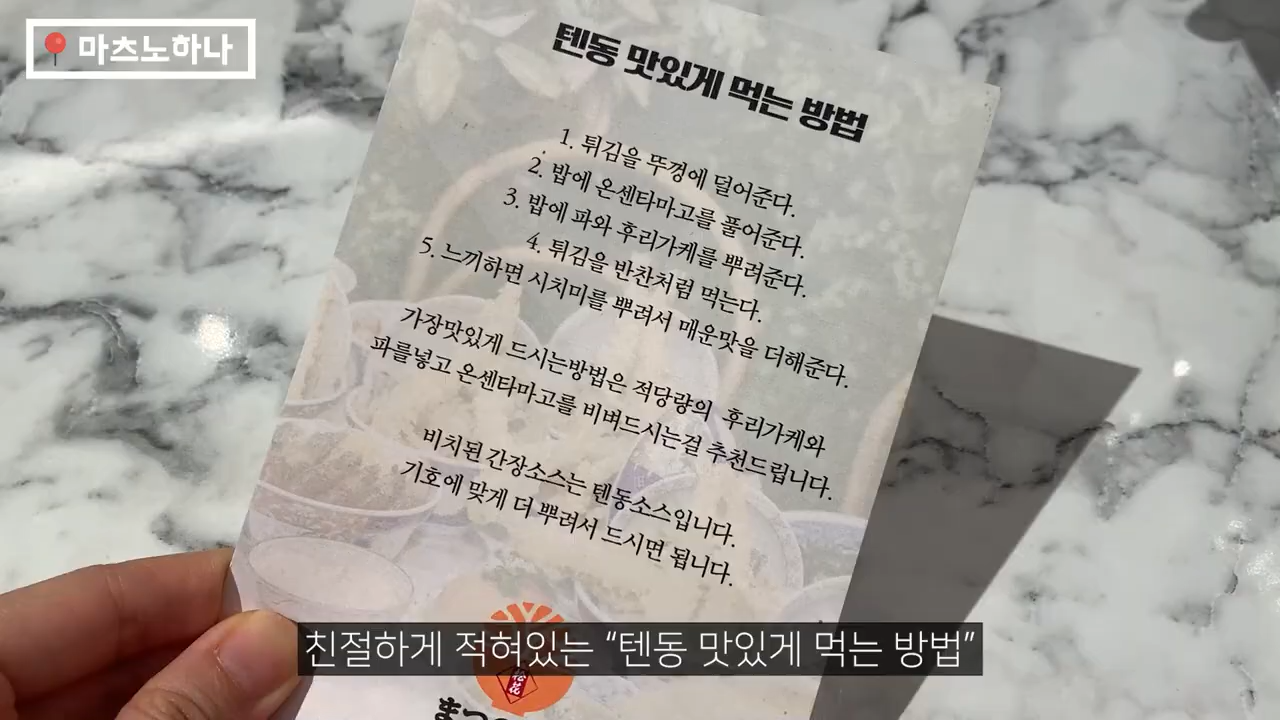 마츠노하나
텐동 맛있게 먹는 방법
1. 튀김을 뚜껑에 덜어준다.
2. 밥에 온센타마고를 풀어준다.
3. 밥에 파와 후리가케를 뿌려준다.
4. 튀김을 반찬처럼 먹는다.
5. 느끼하면 시치미를 뿌려서 매운맛을 더해준다.
가장맛있게 드시는방법은 적당량의 후리가케와
파를넣고 온센타마고를 비벼드시는걸 추천드립니다.
비치된 간장소스는 텐동소스입니다.
기호에 맞게 더 뿌려서 드시면 됩니다.
친절하게 적혀있는 “텐동 맛있게 먹는 방법”